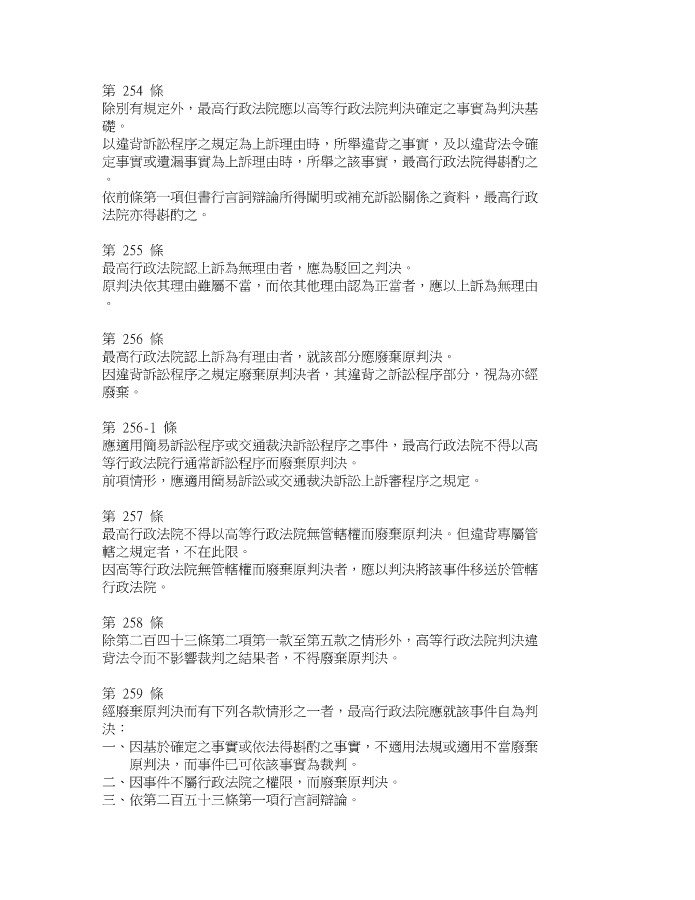 第 254 條
除別有規定外，最高行政法院應以高等行政法院判決確定之事實為判決基
礎。
以違背訴訟程序之規定為上訴理由時，所舉違背之事實，及以違背法令確
定事實或遺漏事實為上訴理由時，所舉之該事實，最高行政法院得斟酌之
。
依前條第一項但書行言詞辯論所得闡明或補充訴訟關係之資料，最高行政
法院亦得斟酌之。
第 255 條
最高行政法院認上訴為無理由者，應為駁回之判決。
原判決依其理由雖屬不當，而依其他理由認為正當者，應以上訴為無理由
。
第 256 條
最高行政法院認上訴為有理由者，就該部分應廢棄原判決。
因違背訴訟程序之規定廢棄原判決者，其違背之訴訟程序部分，視為亦經
廢棄。
第 256-1 條
應適用簡易訴訟程序或交通裁決訴訟程序之事件，最高行政法院不得以高
等行政法院行通常訴訟程序而廢棄原判決。
前項情形，應適用簡易訴訟或交通裁決訴訟上訴審程序之規定。
第 257 條
最高行政法院不得以高等行政法院無管轄權而廢棄原判決。但違背專屬管
轄之規定者，不在此限。
因高等行政法院無管轄權而廢棄原判決者，應以判決將該事件移送於管轄
行政法院。
第 258 條
除第二百四十三條第二項第一款至第五款之情形外，高等行政法院判決違
背法令而不影響裁判之結果者，不得廢棄原判決。
第 259 條
經廢棄原判決而有下列各款情形之一者，最高行政法院應就該事件自為判
決：
一、因基於確定之事實或依法得斟酌之事實，不適用法規或適用不當廢棄
原判決，而事件已可依該事實為裁判。
二、因事件不屬行政法院之權限，而廢棄原判決。
三、依第二百五十三條第一項行言詞辯論。